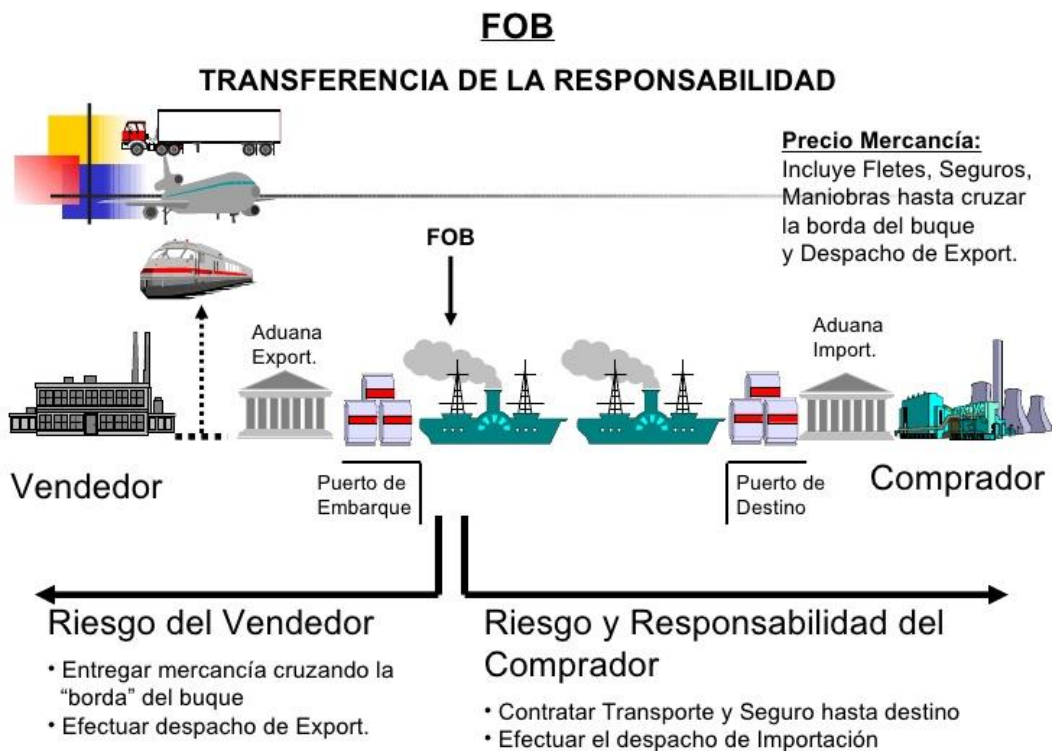 FOB
TRANSFERENCIA DE LA RESPONSABILIDAD
Precio Mercancía:
Incluye Fletes, Seguros,
Maniobras hasta cruzar
la borda del buque
y Despacho de Export.
FOB
Aduana
Export.
Aduana
Import.
Vendedor
Puerto de
Embarque
Puerto de
Destino
Comprador
Riesgo del Vendedor
• Entregar mercancía cruzando la
“borda” del buque
• Efectuar despacho de Export.
Riesgo y Responsabilidad del
Comprador
• Contratar Transporte y Seguro hasta destino
• Efectuar el despacho de Importación